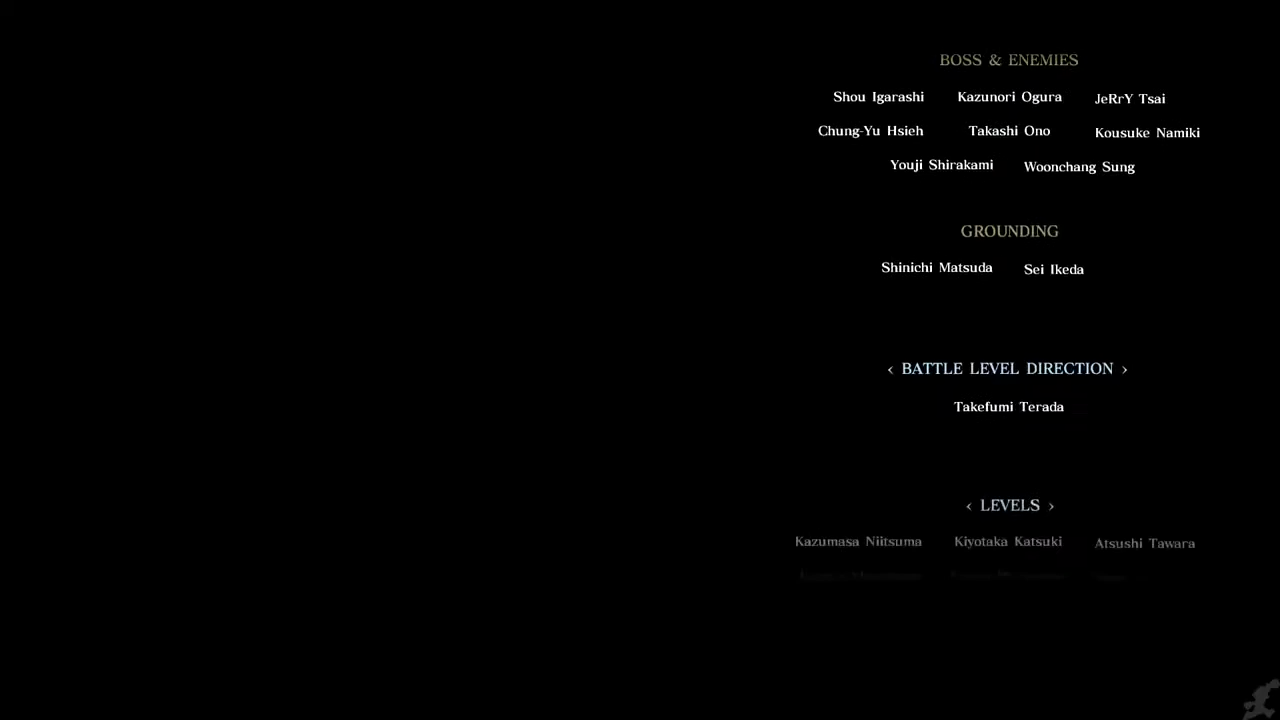 BOSS & ENEMIES
Shou Igarashi Kazunori Ogura JeRrY Tsai
Chung-Yu Hsieh Takashi Ono Kousuke Namiki
Youji Shirakami Woonchang Sung
GROUNDING
Shinichi Matsuda Sei Ikeda
‹ BATTLE LEVEL DIRECTION ›
Takefumi Terada
‹ LEVELS ›
Kazumasa Niitsuma Kiyotaka Katsuki Atsushi Tawara